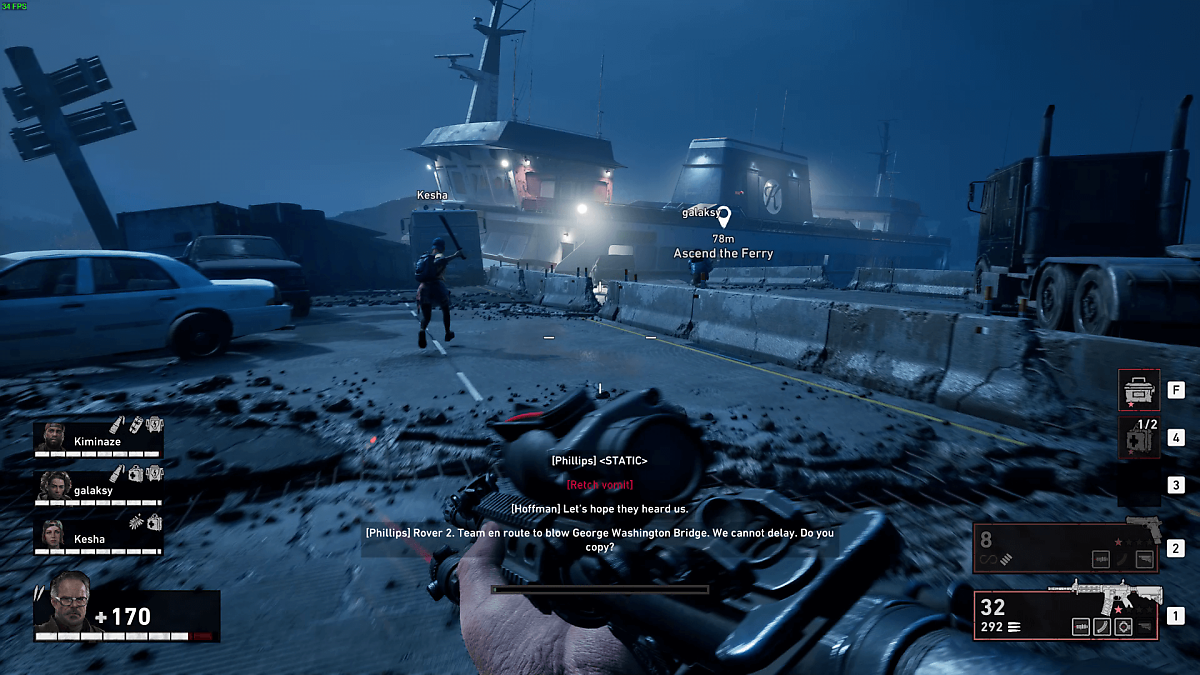 34 FPS
Kesha
galaksy
78m
Ascend the Ferry
F
1/2
4
3
Kiminaze
galaksy
Kesha
+170
[Phillips] <STATIC>
[Retch vomit]
[Hoffman] Let's hope they heard us.
[Phillips] Rover 2. Team en route to blow George Washington Bridge. We cannot delay. Do you
copy?
8
2
32
292
1